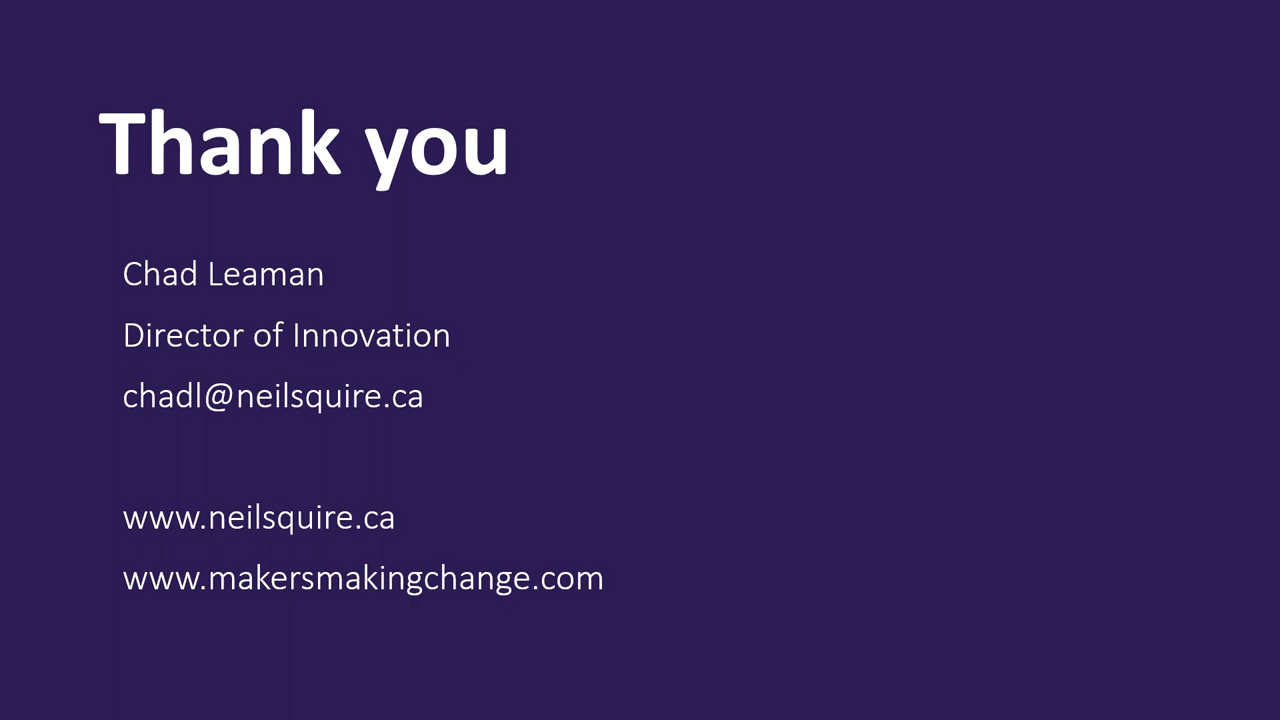 Thank you
Chad Leaman
Director of Innovation
chadl@neilsquire.ca
www.neilsquire.ca
www.makersmakingchange.com